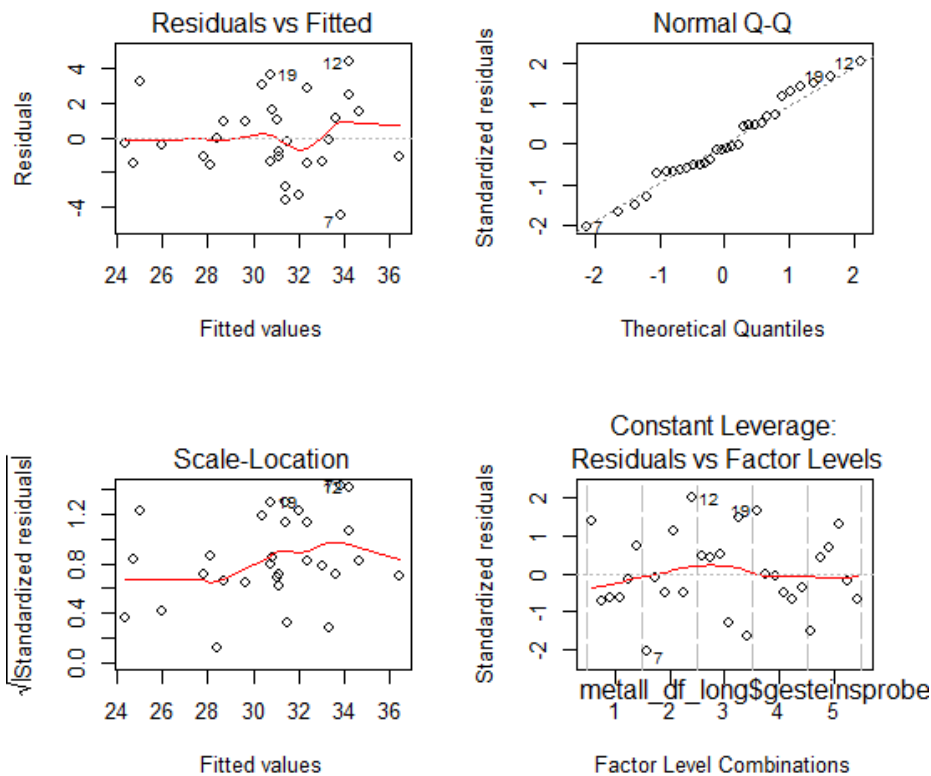 Residuals vs Fitted
Residuals
4
2
0
-4
19
12
7
24 26 28 30 32 34 36
Fitted values
Normal Q-Q
Standardized residuals
2
1
0
-1
-2
19
12
7
-2 -1 0 1 2
Theoretical Quantiles
Scale-Location
√|Standardized residuals|
1.2
0.8
0.4
0.0
19
12
24 26 28 30 32 34 36
Fitted values
Constant Leverage:
Residuals vs Factor Levels
Standardized residuals
2
1
0
-1
-2
12
19
7
metall_df_long$gesteinsprobe
1 2 3 4 5
Factor Level Combinations